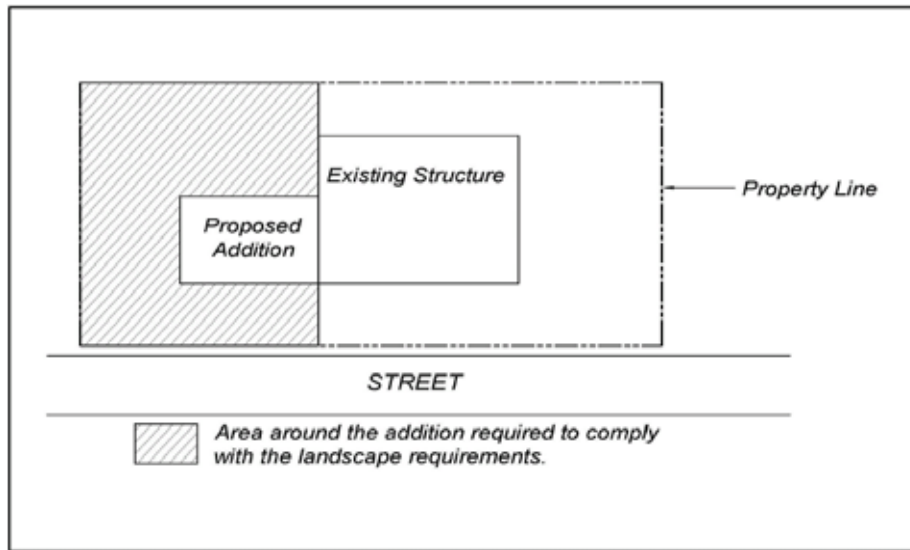 Existing Structure
Proposed
Addition
Property Line
STREET
Area around the addition required to comply
with the landscape requirements.